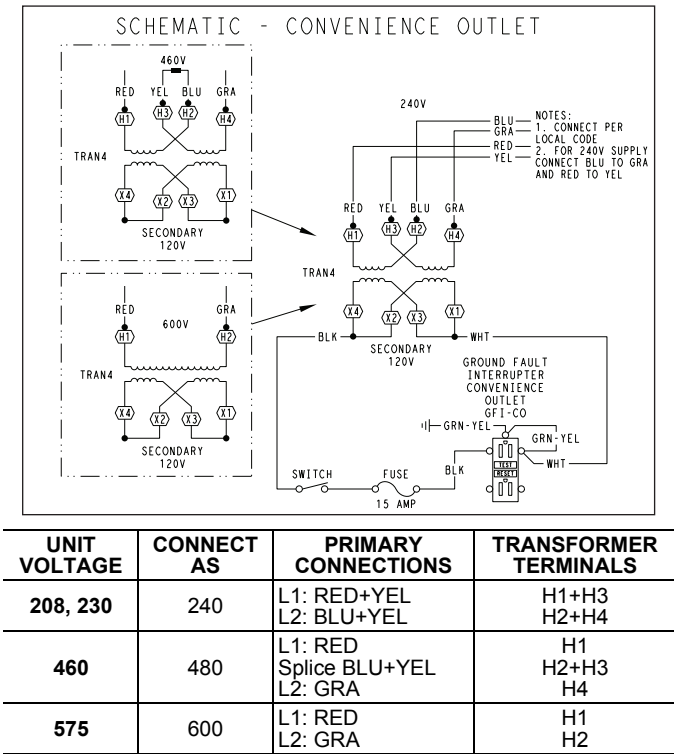 SCHEMATIC - CONVENIENCE OUTLET
460V
RED YEL BLU GRA
H1 H3 H2 H4
TRAN4
X4 X2 X3 X1
SECONDARY
120V
RED GRA
600V
H1 H2
TRAN4
X4 X2 X3 X1
SECONDARY
120V
240V
BLU
GRA
RED
YEL
NOTES:
1. CONNECT PER
LOCAL CODE
2. FOR 240V SUPPLY
CONNECT BLU TO GRA
AND RED TO YEL
RED YEL BLU GRA
H1 H3 H2 H4
TRAN4
X4 X2 X3 X1
BLK WHT
SECONDARY
120V
GROUND FAULT
INTERRUPTER
CONVENIENCE
OUTLET
GFI-CO
GRN-YEL
GRN-YEL
WHT
TEST
RESET
BLK
SWITCH FUSE
15 AMP
UNIT VOLTAGE CONNECT AS PRIMARY CONNECTIONS TRANSFORMER TERMINALS
208, 230 240 L1: RED+YEL H1+H3
L2: BLU+YEL H2+H4
L1: RED H1
460 480 Splice BLU+YEL H2+H3
L2: GRA H4
575 600 L1: RED H1
L2: GRA H2